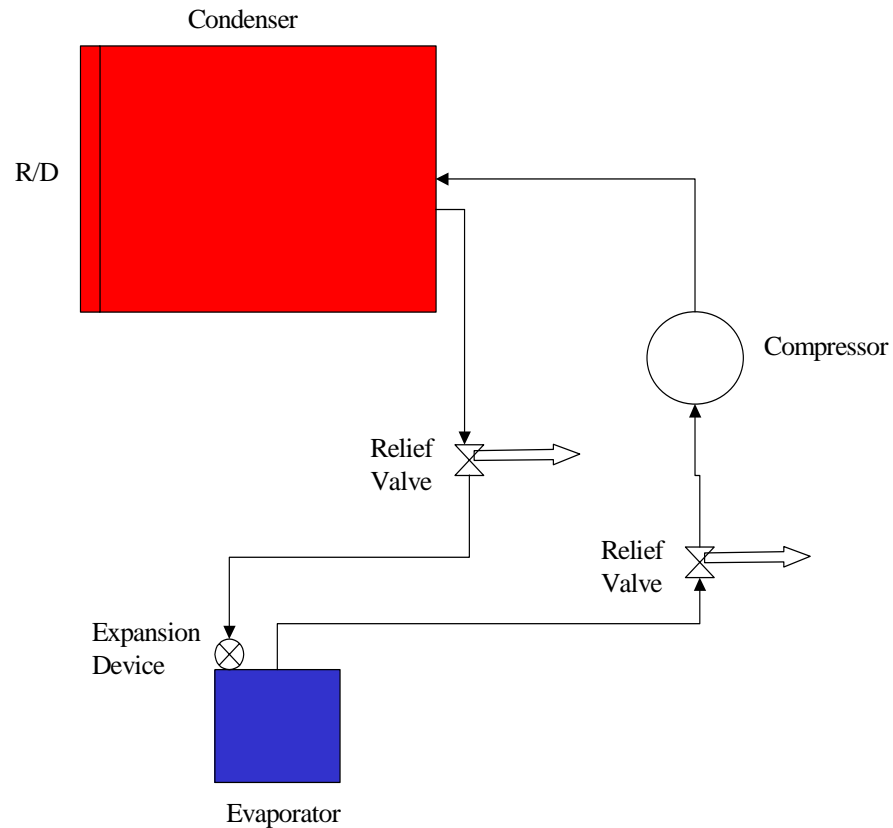 Condenser
R/D
Compressor
Relief
Valve
Relief
Valve
Expansion
Device
Evaporator